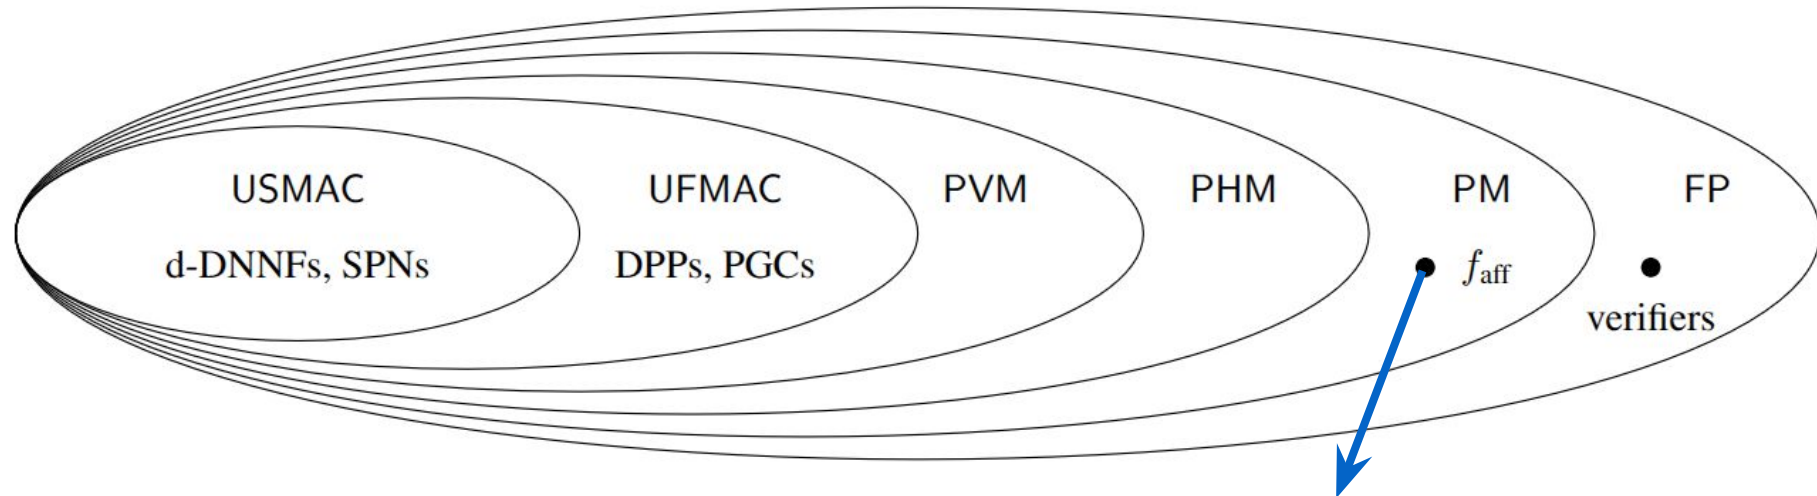 USMAC UFMAC PVM PHM PM FP
d-DNNFs, SPNs DPPs, PGCs f_aff
verifiers